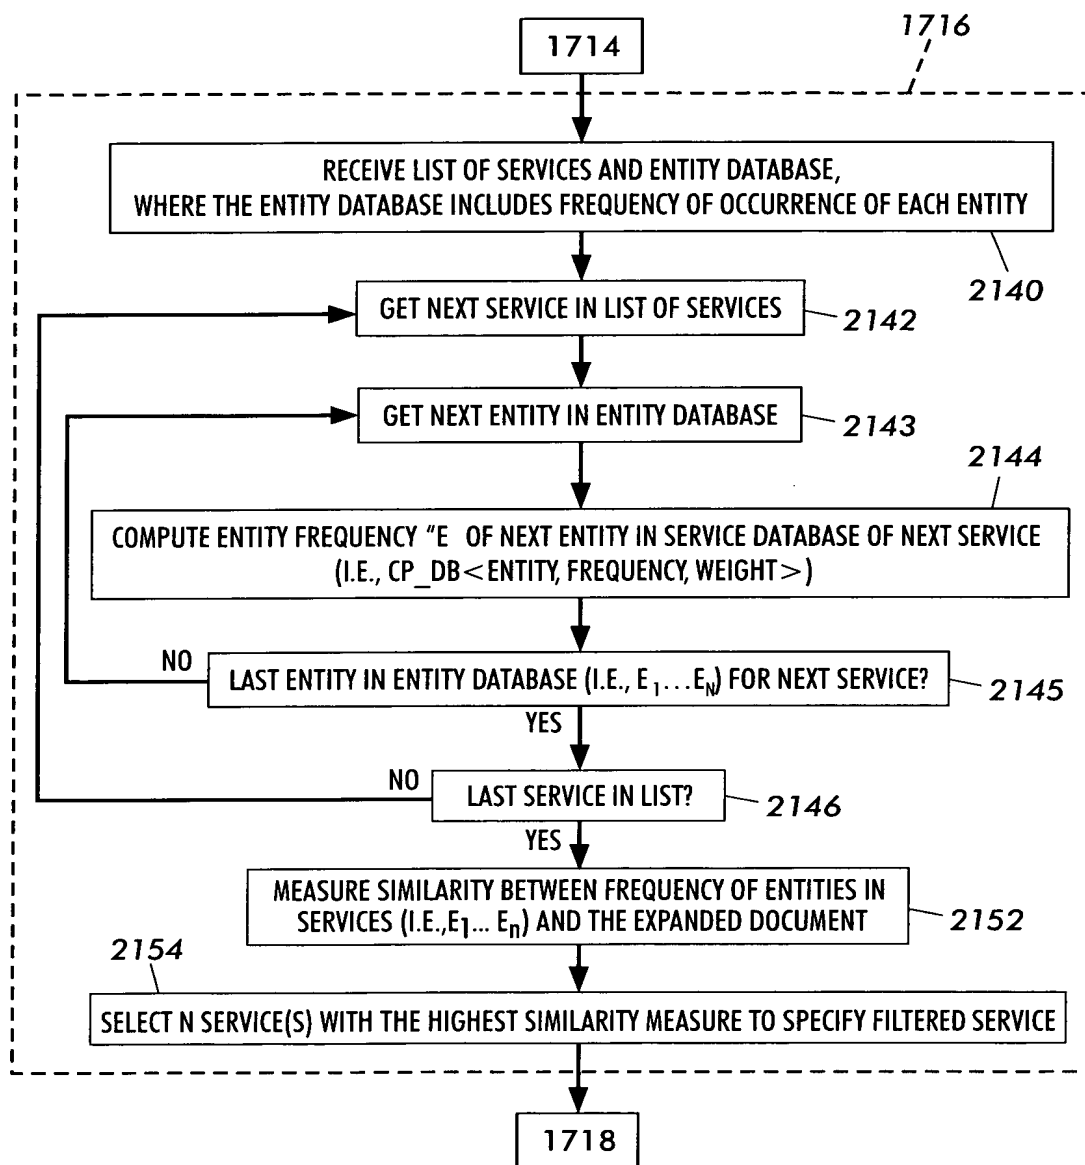 1714
1716
RECEIVE LIST OF SERVICES AND ENTITY DATABASE,
WHERE THE ENTITY DATABASE INCLUDES FREQUENCY OF OCCURRENCE OF EACH ENTITY
2140
GET NEXT SERVICE IN LIST OF SERVICES
2142
GET NEXT ENTITY IN ENTITY DATABASE
2143
2144
COMPUTE ENTITY FREQUENCY "E OF NEXT ENTITY IN SERVICE DATABASE OF NEXT SERVICE
(I.E., CP_DB<ENTITY, FREQUENCY, WEIGHT>)
NO
LAST ENTITY IN ENTITY DATABASE (I.E., E1...EN) FOR NEXT SERVICE?
2145
YES
NO
LAST SERVICE IN LIST?
2146
YES
MEASURE SIMILARITY BETWEEN FREQUENCY OF ENTITIES IN
SERVICES (I.E.,E1... En) AND THE EXPANDED DOCUMENT
2152
2154
SELECT N SERVICE(S) WITH THE HIGHEST SIMILARITY MEASURE TO SPECIFY FILTERED SERVICE
1718